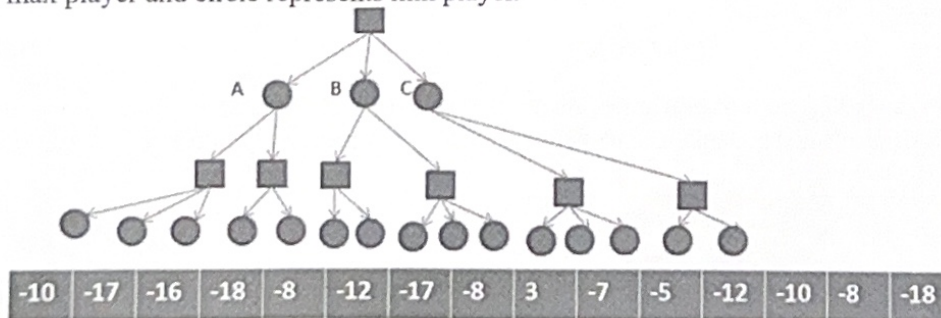 max player and circle represents min player.
A B C
-10 -17 -16 -18 -8 -12 -17 -8 3 -7 -5 -12 -10 -8 -18